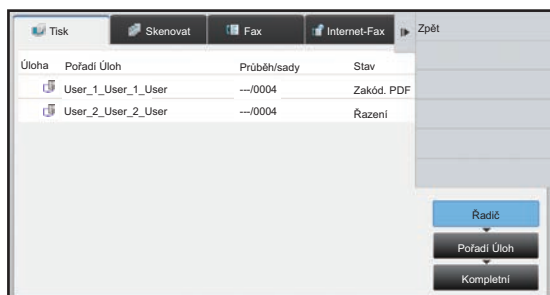 Tisk Skenovat Fax Internet-Fax Zpět
Úloha Pořadí Úloh Průběh/sady Stav
User_1_User_1_User ---/0004 Zakód. PDF
User_2_User_2_User ---/0004 Řazení
Řadič
Pořadí Úloh
Kompletní